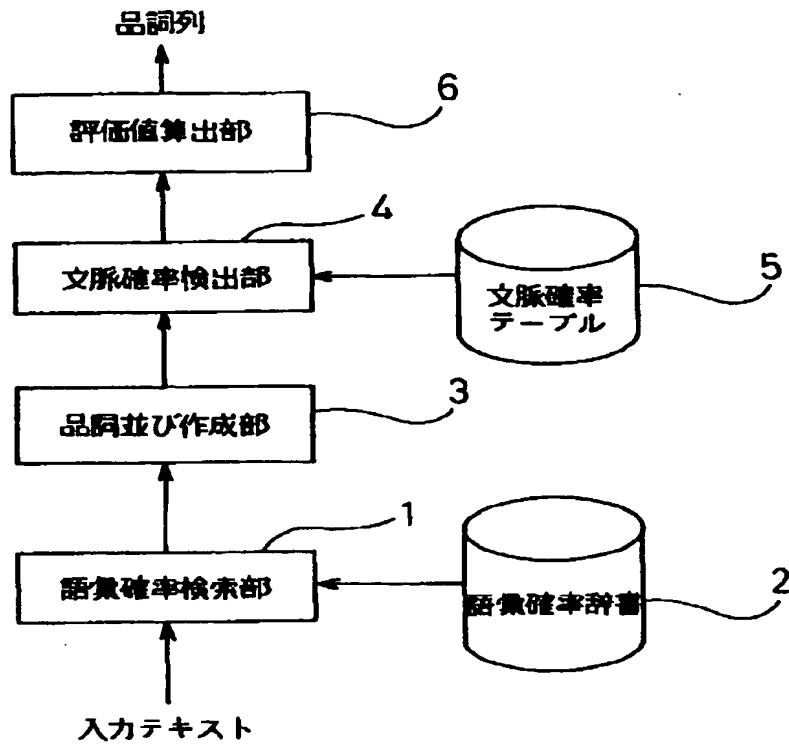 品詞列
6
評価値算出部
4
文脈確率検出部
5
文脈確率
テーブル
3
品詞並び作成部
1
語彙確率検索部
2
語彙確率辞書
入力テキスト